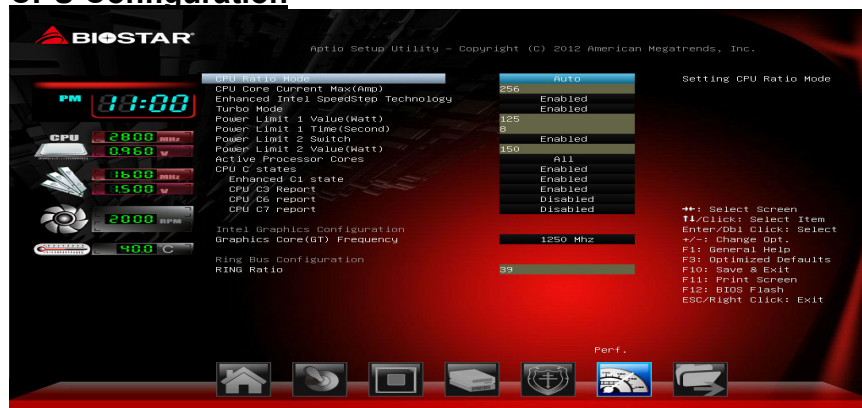 CPU Configuration
BIOSTAR
Aptio Setup Utility – Copyright (C) 2012 American Megatrends, Inc.
PM 11:00
CPU 2800 MHz
0.960 V
1600 MHz
1.500 V
2000 RPM
40.0 C
CPU Ratio Mode Auto
CPU Core Current Max(Amp) 256
Enhanced Intel SpeedStep Technology Enabled
Turbo Mode Enabled
Power Limit 1 Value(Watt) 125
Power Limit 1 Time(Second) 8
Power Limit 2 Switch Enabled
Power Limit 2 Value(Watt) 150
Active Processor Cores All
CPU C states Enabled
Enhanced C1 state Enabled
CPU C3 Report Enabled
CPU C6 report Disabled
CPU C7 report Disabled
Intel Graphics Configuration
Graphics Core(GT) Frequency 1250 Mhz
Ring Bus Configuration
RING Ratio 39
Setting CPU Ratio Mode
→←: Select Screen
↑↓/Click: Select Item
Enter/Dbl Click: Select
+/-: Change Opt.
F1: General Help
F3: Optimized Defaults
F10: Save & Exit
F11: Print Screen
F12: BIOS Flash
ESC/Right Click: Exit
Perf.